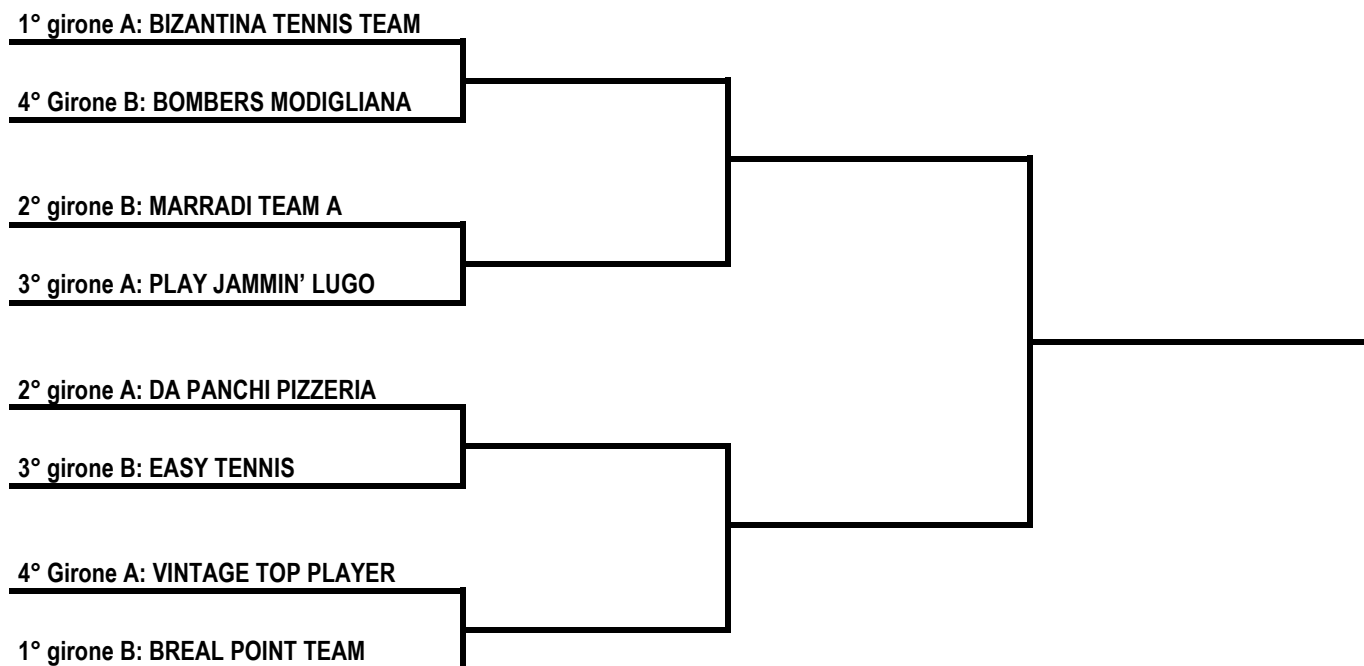 1° girone A: BIZANTINA TENNIS TEAM
4° Girone B: BOMBERS MODIGLIANA
2° girone B: MARRADI TEAM A
3° girone A: PLAY JAMMIN’ LUGO
2° girone A: DA PANCHI PIZZERIA
3° girone B: EASY TENNIS
4° Girone A: VINTAGE TOP PLAYER
1° girone B: BREAL POINT TEAM